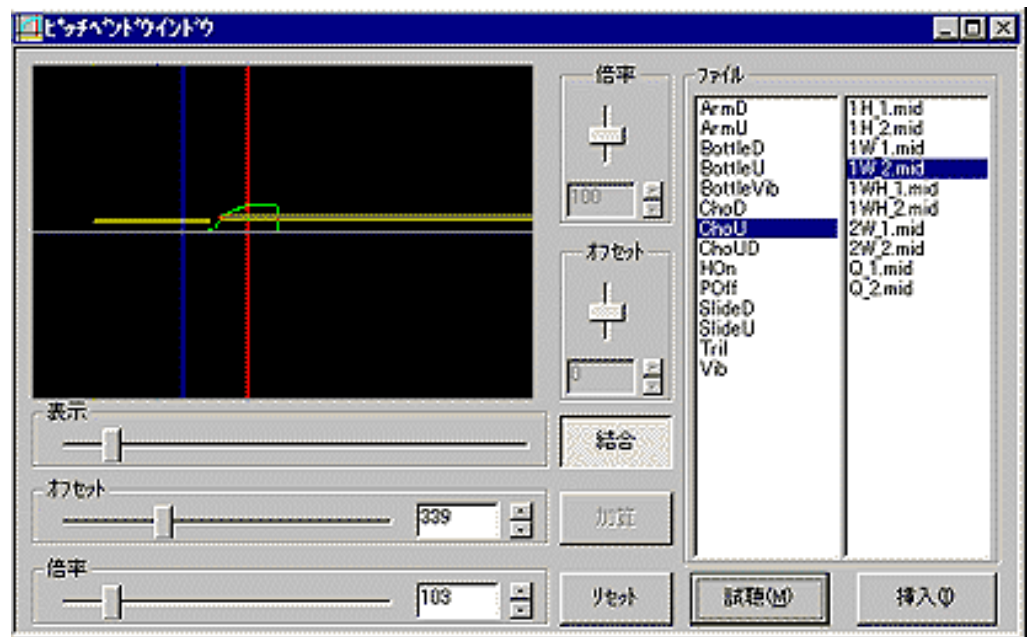 ピッチベンドウインドウ
倍率
100
オフセット
0
ファイル
ArmD
ArmU
BottleD
BottleU
BottleVib
ChoD
ChoU
ChoUD
HOn
POff
SlideD
SlideU
Tril
Vib
1H_1.mid
1H_2.mid
1W_1.mid
1W_2.mid
1WH_1.mid
1WH_2.mid
2W_1.mid
2W_2.mid
Q_1.mid
Q_2.mid
表示
結合
オフセット
339
加算
倍率
103
リセット
試聴(M)
挿入(I)